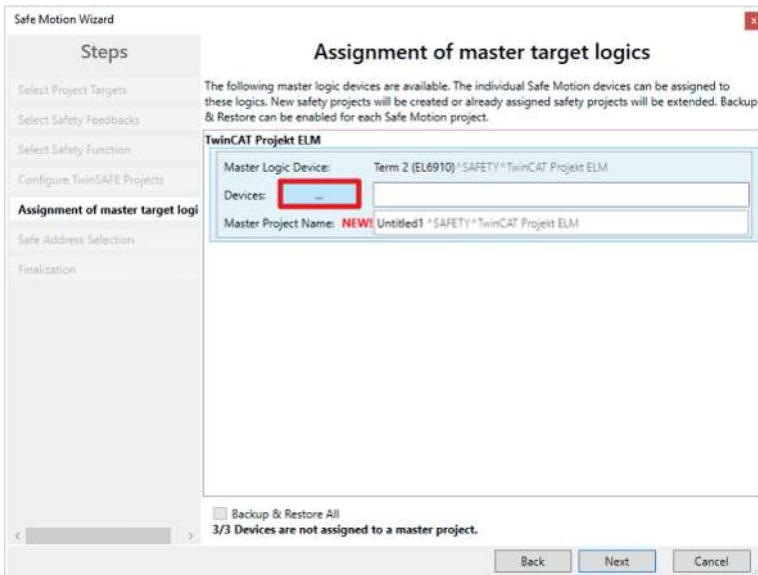 Safe Motion Wizard
x
Steps
Select Project Targets
Select Safety Feedbacks
Select Safety Function
Configure TwinSAFE Projects
Assignment of master target logi
Safe Address Selection
Finalization
Assignment of master target logics
The following master logic devices are available. The individual Safe Motion devices can be assigned to
these logics. New safety projects will be created or already assigned safety projects will be extended. Backup
& Restore can be enabled for each Safe Motion project.
TwinCAT Projekt ELM
Master Logic Device: Term 2 (EL6910)^SAFETY^TwinCAT Projekt ELM
Devices: ...
Master Project Name: NEW! Untitled1 ^SAFETY^TwinCAT Projekt ELM
Backup & Restore All
3/3 Devices are not assigned to a master project.
Back Next Cancel